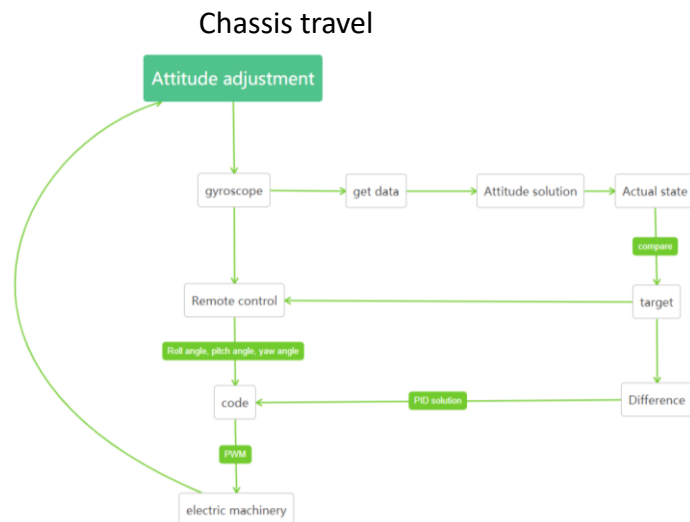 Chassis travel
Attitude adjustment
gyroscope
get data
Attitude solution
Actual state
compare
Remote control
target
Roll angle, pitch angle, yaw angle
code
PID solution
Difference
PWM
electric machinery